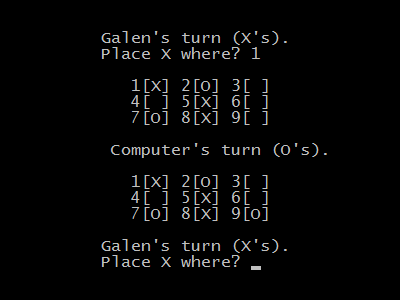 Galen's turn (X's).
Place X where? 1
1[X] 2[O] 3[ ]
4[ ] 5[X] 6[ ]
7[O] 8[X] 9[ ]
Computer's turn (O's).
1[X] 2[O] 3[ ]
4[ ] 5[X] 6[ ]
7[O] 8[X] 9[O]
Galen's turn (X's).
Place X where? _